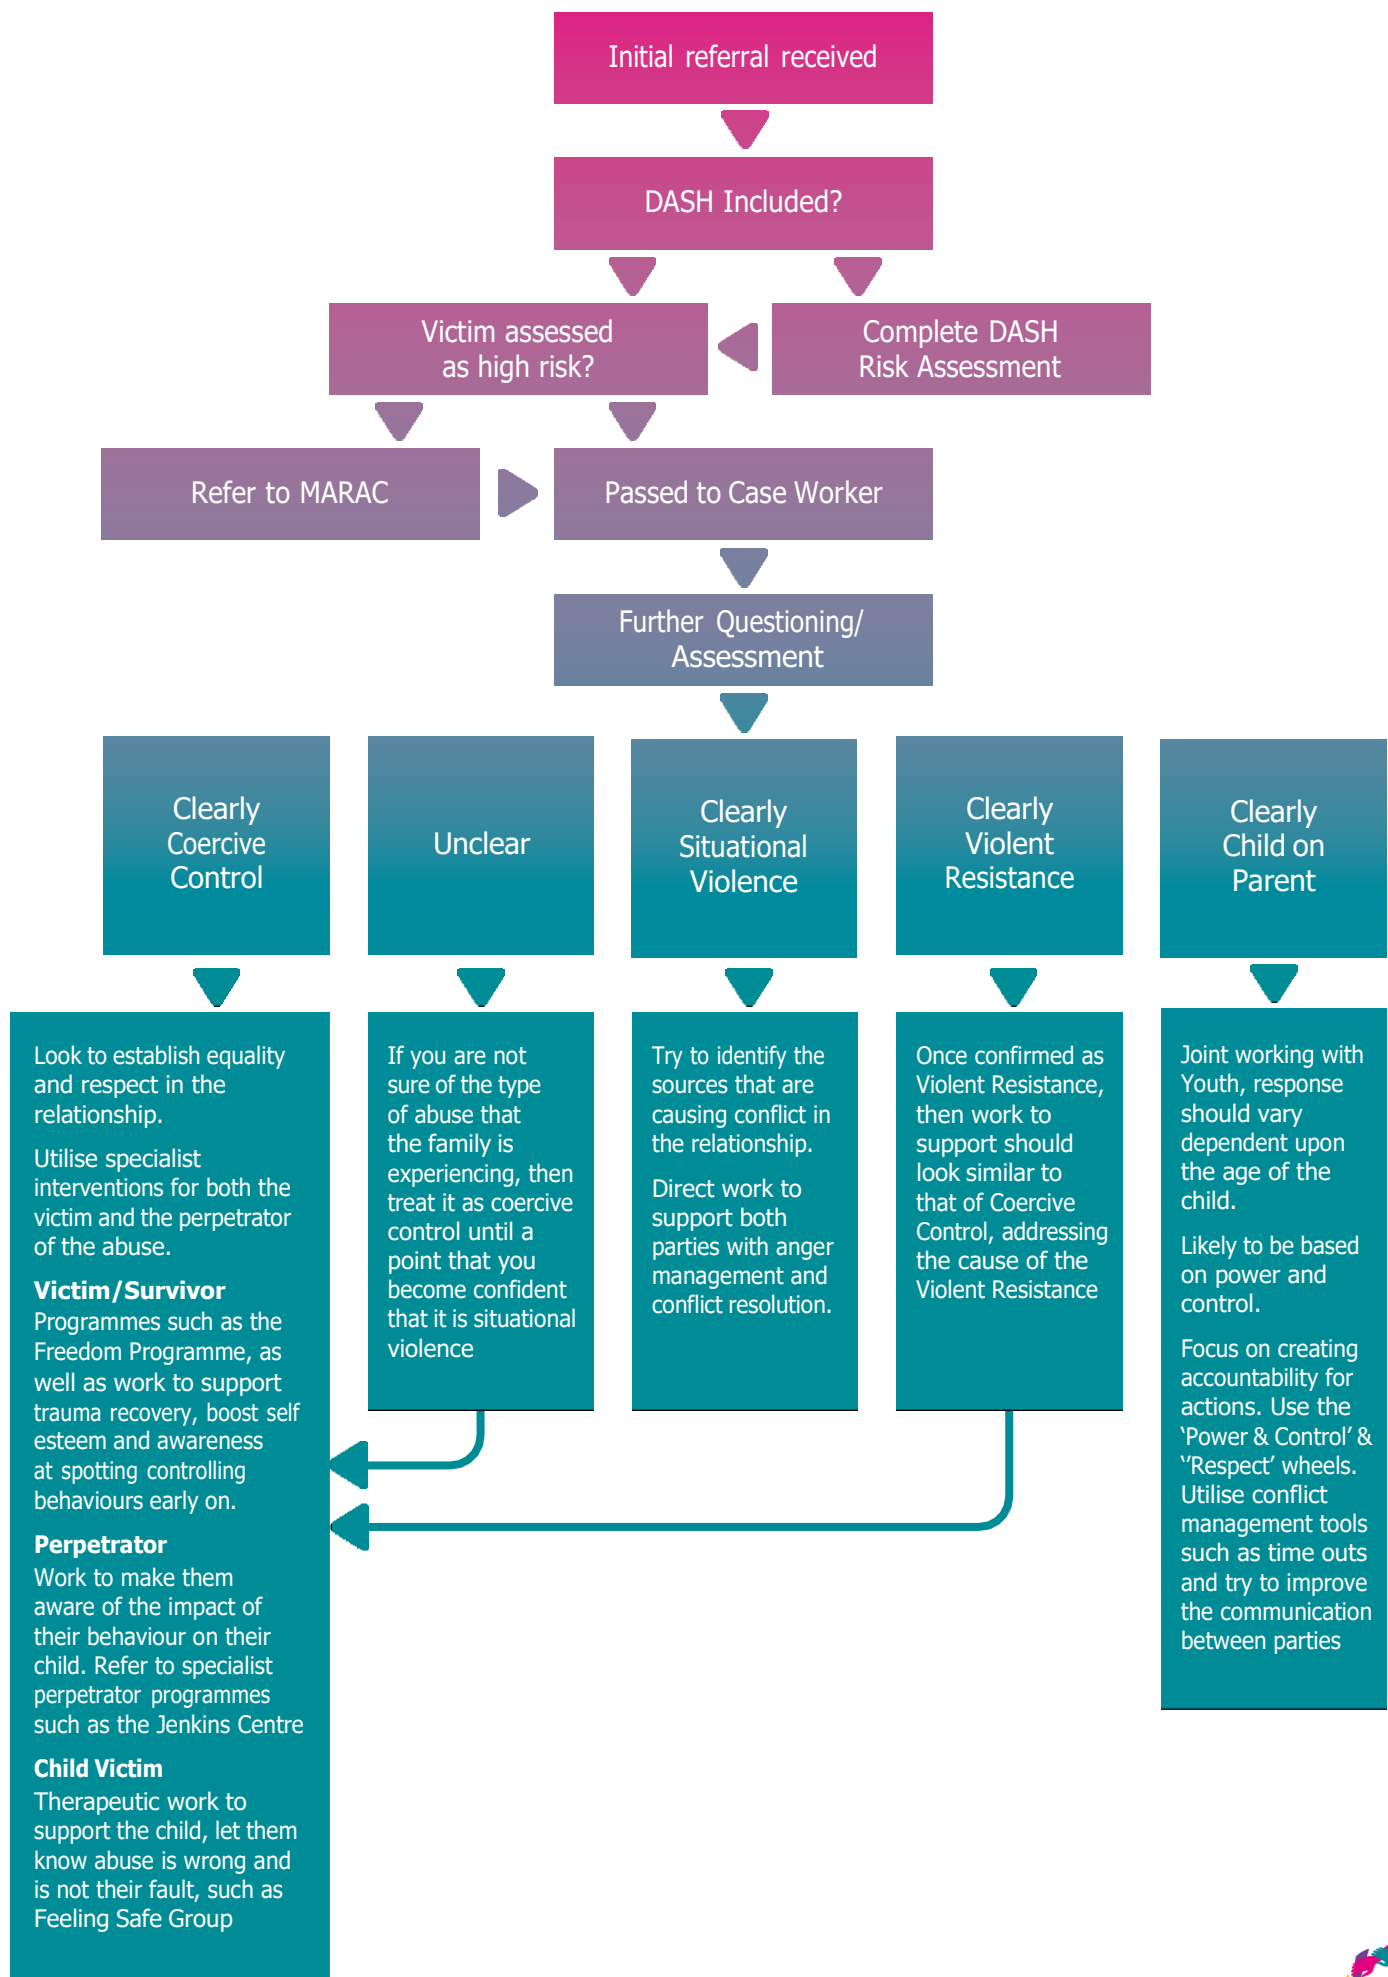 Initial referral received
DASH Included?
Victim assessed
as high risk?
Complete DASH
Risk Assessment
Refer to MARAC
Passed to Case Worker
Further Questioning/
Assessment
Clearly
Coercive
Control
Unclear
Clearly
Situational
Violence
Clearly
Violent
Resistance
Clearly
Child on
Parent
Look to establish equality
and respect in the
relationship.
Utilise specialist
interventions for both the
victim and the perpetrator
of the abuse.
Victim/Survivor
Programmes such as the
Freedom Programme, as
well as work to support
trauma recovery, boost self
esteem and awareness
at spotting controlling
behaviours early on.
Perpetrator
Work to make them
aware of the impact of
their behaviour on their
child. Refer to specialist
perpetrator programmes
such as the Jenkins Centre
Child Victim
Therapeutic work to
support the child, let them
know abuse is wrong and
is not their fault, such as
Feeling Safe Group
If you are not
sure of the type
of abuse that
the family is
experiencing, then
treat it as coercive
control until a
point that you
become confident
that it is situational
violence
Try to identify the
sources that are
causing conflict in
the relationship.
Direct work to
support both
parties with anger
management and
conflict resolution.
Once confirmed as
Violent Resistance,
then work to
support should
look similar to
that of Coercive
Control, addressing
the cause of the
Violent Resistance
Joint working with
Youth, response
should vary
dependent upon
the age of the
child.
Likely to be based
on power and
control.
Focus on creating
accountability for
actions. Use the
‘Power & Control’ &
‘’Respect’ wheels.
Utilise conflict
management tools
such as time outs
and try to improve
the communication
between parties